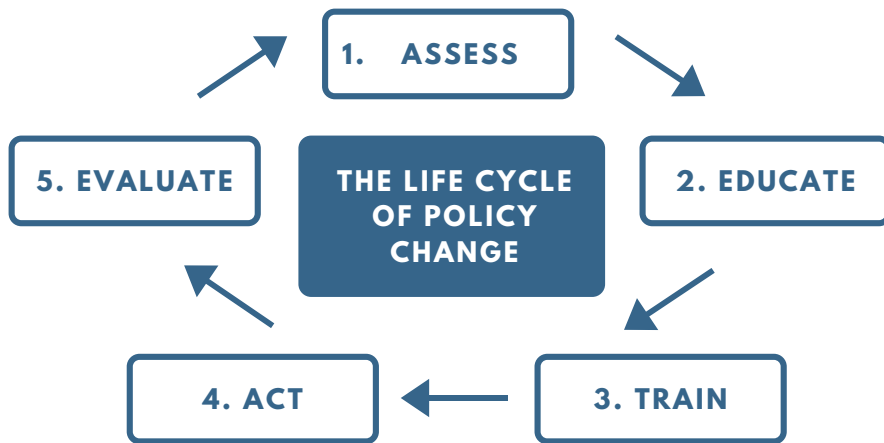 1. ASSESS
5. EVALUATE
THE LIFE CYCLE
OF POLICY
CHANGE
2. EDUCATE
4. ACT
3. TRAIN